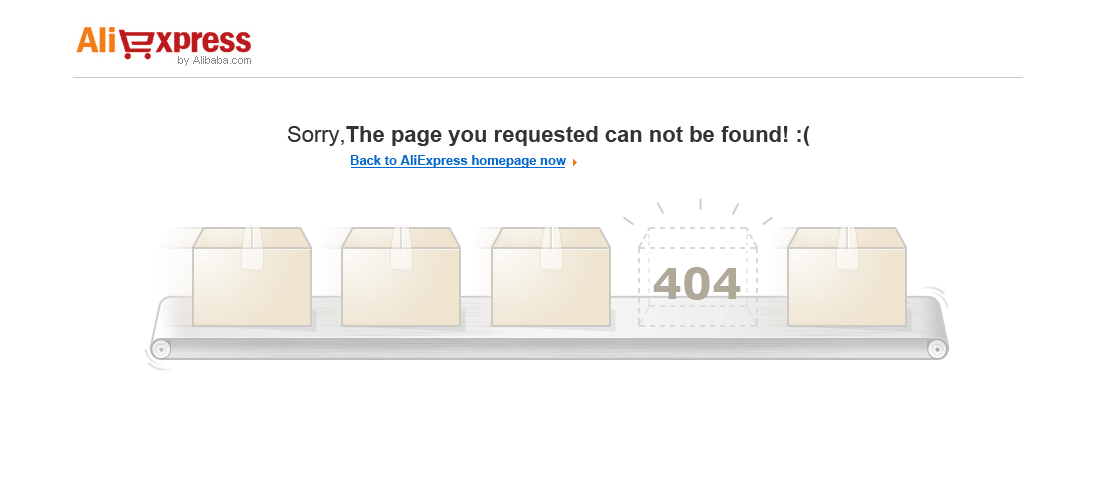 AliExpress
by Alibaba.com
Sorry,The page you requested can not be found! :(
Back to AliExpress homepage now
404